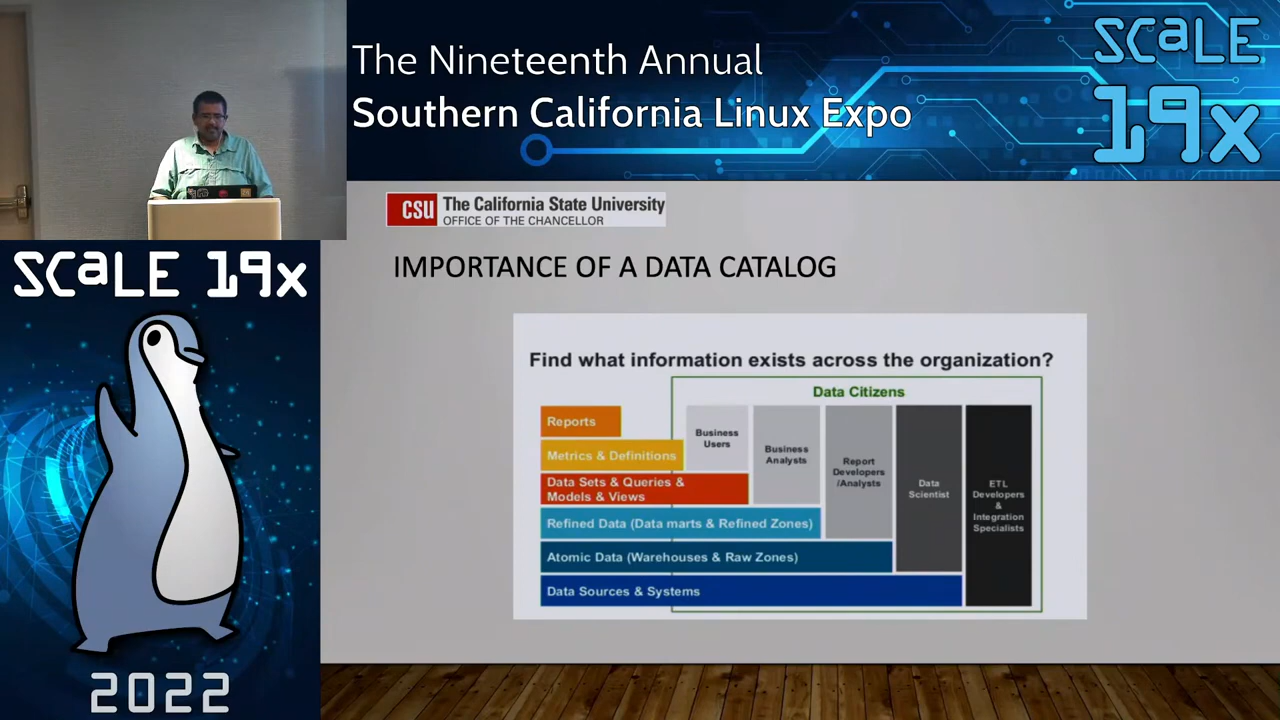 The Nineteenth Annual
Southern California Linux Expo
SCaLE
19x
CSU The California State University
OFFICE OF THE CHANCELLOR
IMPORTANCE OF A DATA CATALOG
SCaLE 19x
2022
Find what information exists across the organization?
Data Citizens
Reports
Metrics & Definitions
Data Sets & Queries &
Models & Views
Refined Data (Data marts & Refined Zones)
Atomic Data (Warehouses & Raw Zones)
Data Sources & Systems
Business
Users
Business
Analysts
Report
Developers
/Analysts
Data
Scientist
ETL
Developers
&
Integration
Specialists